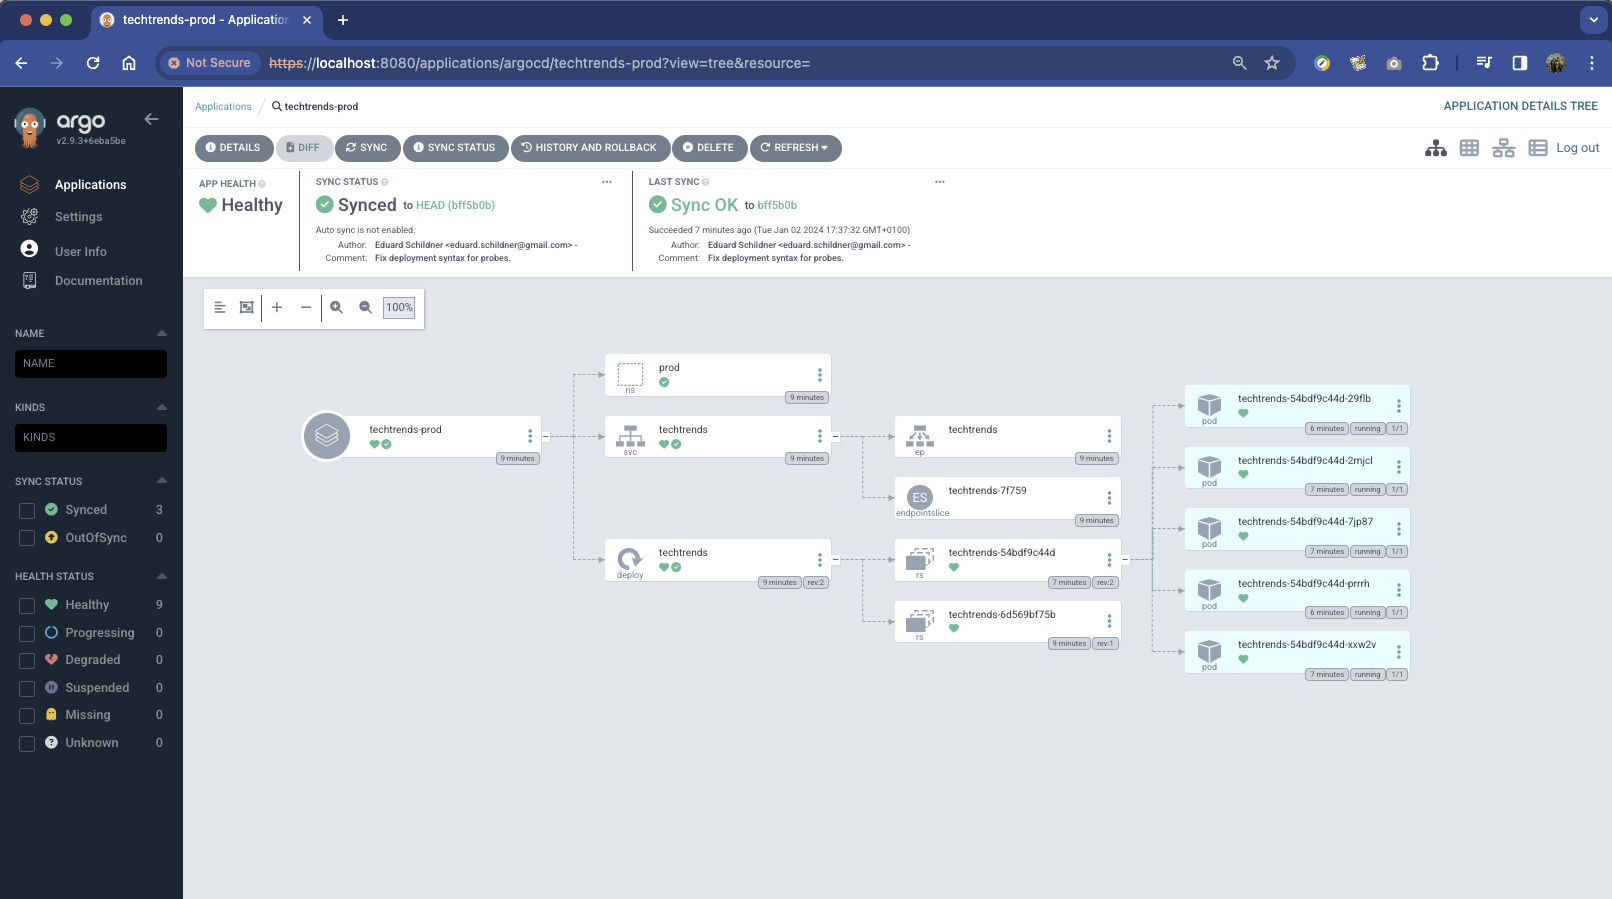 techtrends-prod - Application
Not Secure
https://localhost:8080/applications/argocd/techtrends-prod?view=tree&resource=
argo
v2.9.3+6eba5be
Applications
Settings
User Info
Documentation
NAME
NAME
KINDS
KINDS
SYNC STATUS
Synced 3
OutOfSync 0
HEALTH STATUS
Healthy 9
Progressing 0
Degraded 0
Suspended 0
Missing 0
Unknown 0
Applications / techtrends-prod
APPLICATION DETAILS TREE
DETAILS DIFF SYNC SYNC STATUS HISTORY AND ROLLBACK DELETE REFRESH
Log out
APP HEALTH
Healthy
SYNC STATUS
Synced to HEAD (bff5b0b)
Auto sync is not enabled.
Author: Eduard Schildner <eduard.schildner@gmail.com> -
Comment: Fix deployment syntax for probes.
LAST SYNC
Sync OK to bff5b0b
Succeeded 7 minutes ago (Tue Jan 02 2024 17:37:32 GMT+0100)
Author: Eduard Schildner <eduard.schildner@gmail.com> -
Comment: Fix deployment syntax for probes.
100%
techtrends-prod
9 minutes
prod
ns
9 minutes
techtrends
svc
9 minutes
techtrends
deploy
9 minutes rev:2
techtrends
ep
9 minutes
ES
techtrends-7f759
endpointslice
9 minutes
techtrends-54bdf9c44d
rs
7 minutes rev:2
techtrends-6d569bf75b
rs
9 minutes rev:1
techtrends-54bdf9c44d-29flb
pod
6 minutes running 1/1
techtrends-54bdf9c44d-2mjcl
pod
7 minutes running 1/1
techtrends-54bdf9c44d-7jp87
pod
7 minutes running 1/1
techtrends-54bdf9c44d-prrrh
pod
6 minutes running 1/1
techtrends-54bdf9c44d-xxw2v
pod
7 minutes running 1/1